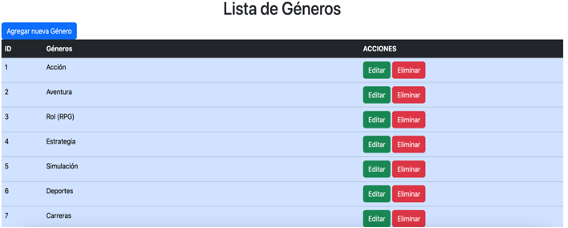 Lista de Géneros
Agregar nueva Género
ID Géneros ACCIONES
1 Acción Editar Eliminar
2 Aventura Editar Eliminar
3 Rol (RPG) Editar Eliminar
4 Estrategia Editar Eliminar
5 Simulación Editar Eliminar
6 Deportes Editar Eliminar
7 Carreras Editar Eliminar